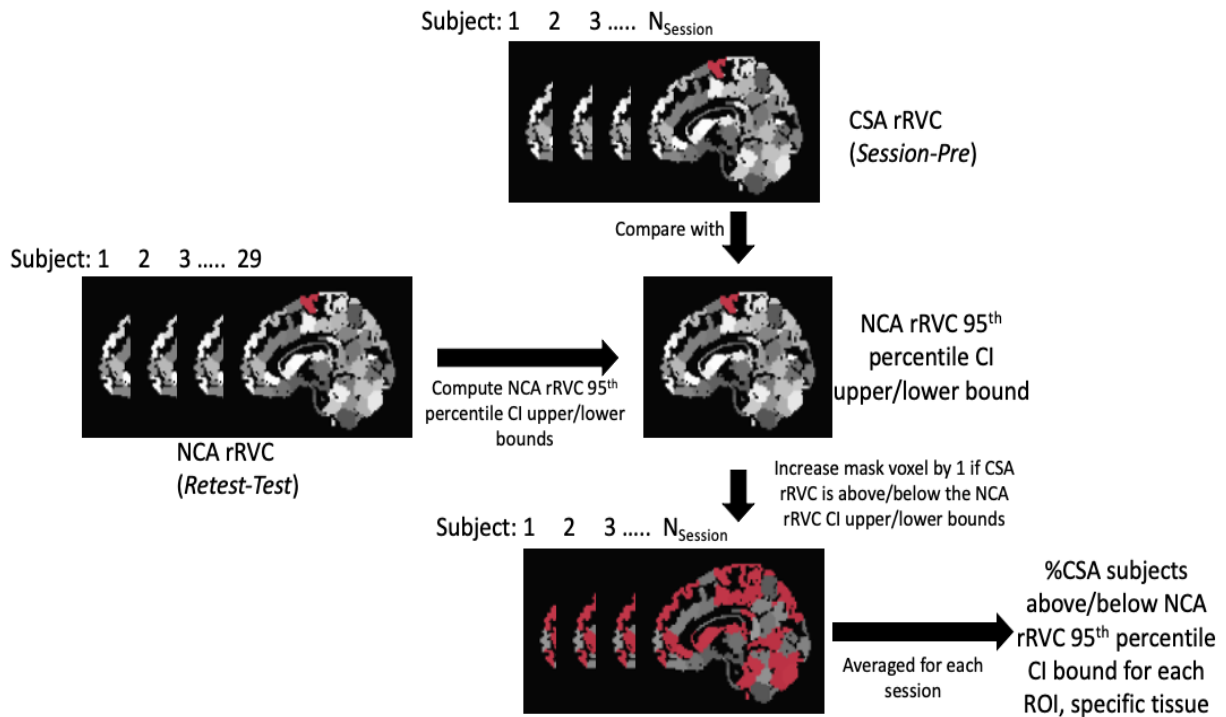 Subject: 1 2 3 ..... NSession
CSA rRVC
(Session-Pre)
Compare with
Subject: 1 2 3 ..... 29
NCA rRVC 95th
percentile CI
upper/lower bound
Compute NCA rRVC 95th
percentile CI upper/lower
bounds
NCA rRVC
(Retest-Test)
Increase mask voxel by 1 if CSA
rRVC is above/below the NCA
rRVC CI upper/lower bounds
Subject: 1 2 3 ..... NSession
Averaged for each
session
%CSA subjects
above/below NCA
rRVC 95th percentile
CI bound for each
ROI, specific tissue